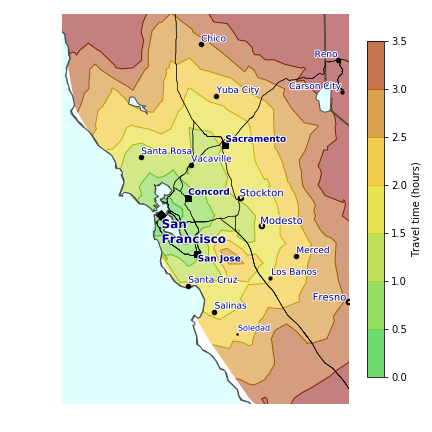 Chico
Reno
Carson City
Yuba City
Sacramento
Santa Rosa
Vacaville
Concord
Stockton
San
Francisco
Modesto
San Jose
Merced
Los Banos
Santa Cruz
Fresno
Salinas
Soledad
3.5
3.0
2.5
2.0
1.5
1.0
0.5
0.0
Travel time (hours)